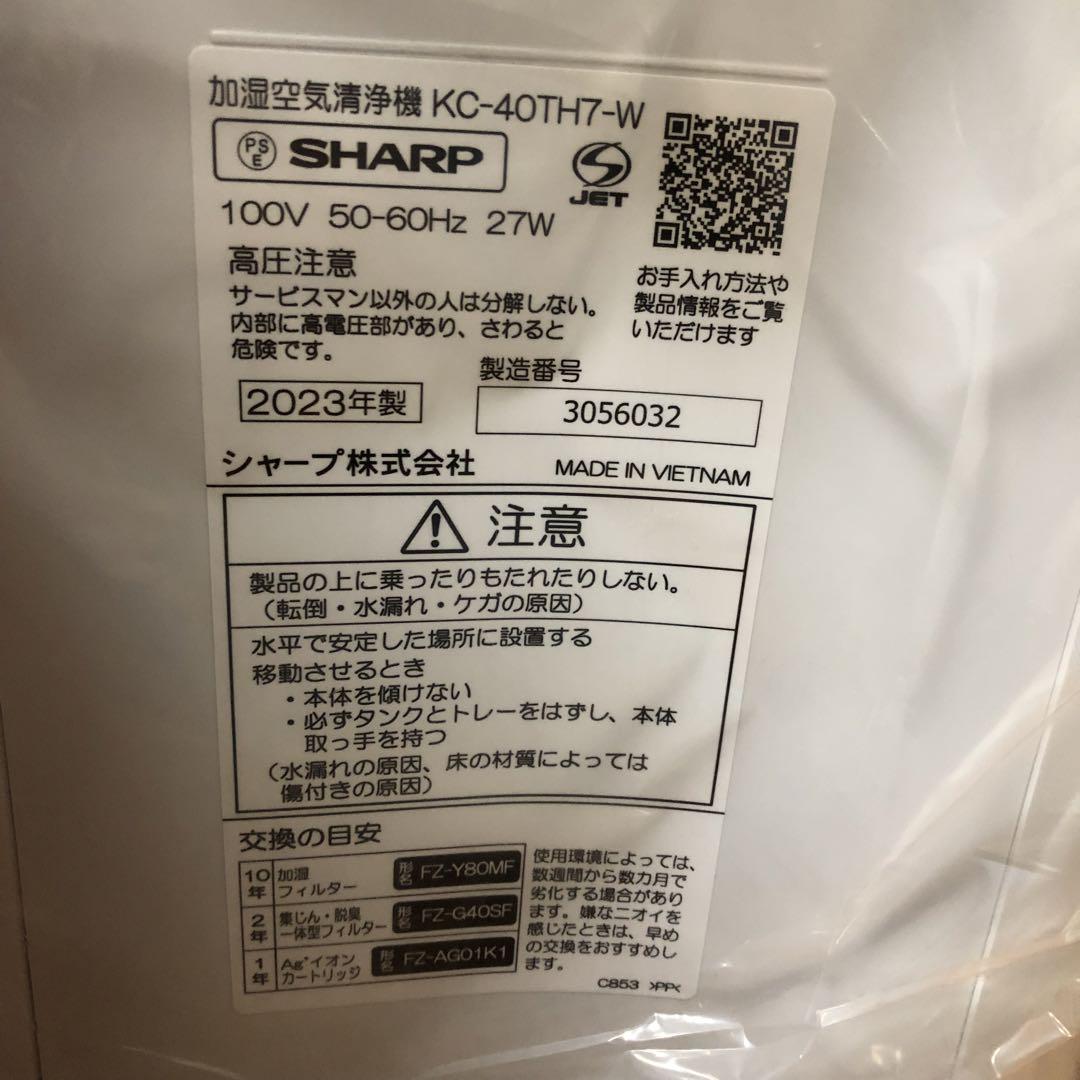 加湿空気清浄機 KC-40TH7-W
PS E SHARP
JET
100V 50-60Hz 27W
高圧注意
サービスマン以外の人は分解しない。
内部に高電圧部があり、さわると
危険です。
お手入れ方法や
製品情報をご覧
いただけます
2023年製
製造番号
3056032
シャープ株式会社
MADE IN VIETNAM
注意
製品の上に乗ったりもたれたりしない。
（転倒・水漏れ・ケガの原因）
水平で安定した場所に設置する
移動させるとき
・本体を傾けない
・必ずタンクとトレーをはずし、本体
取っ手を持つ
（水漏れの原因、床の材質によっては
傷付きの原因）
交換の目安
10年 加湿フィルター 形名 FZ-Y80MF
2年 集じん・脱臭一体型フィルター 形名 FZ-G40SF
1年 Ag⁺イオンカートリッジ 形名 FZ-AG01K1
使用環境によっては、
数週間から数カ月で
劣化する場合があり
ます。嫌なニオイを
感じたときは、早め
の交換をおすすめし
ます。
C853 >PP<